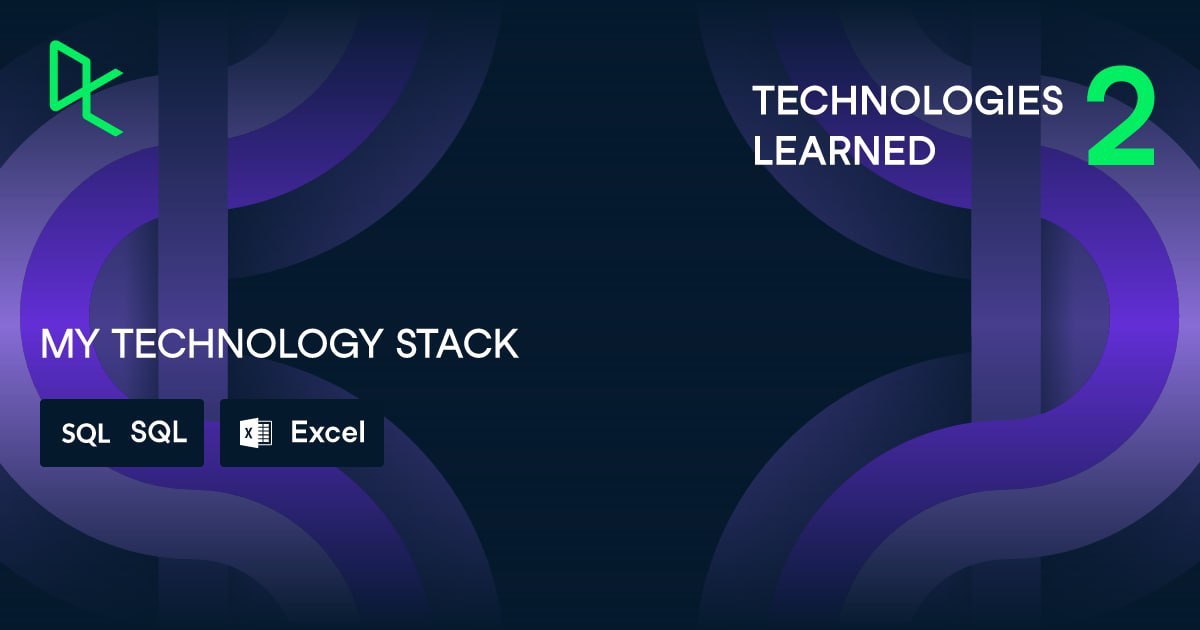 TECHNOLOGIES
LEARNED
2
MY TECHNOLOGY STACK
SQL SQL
X Excel